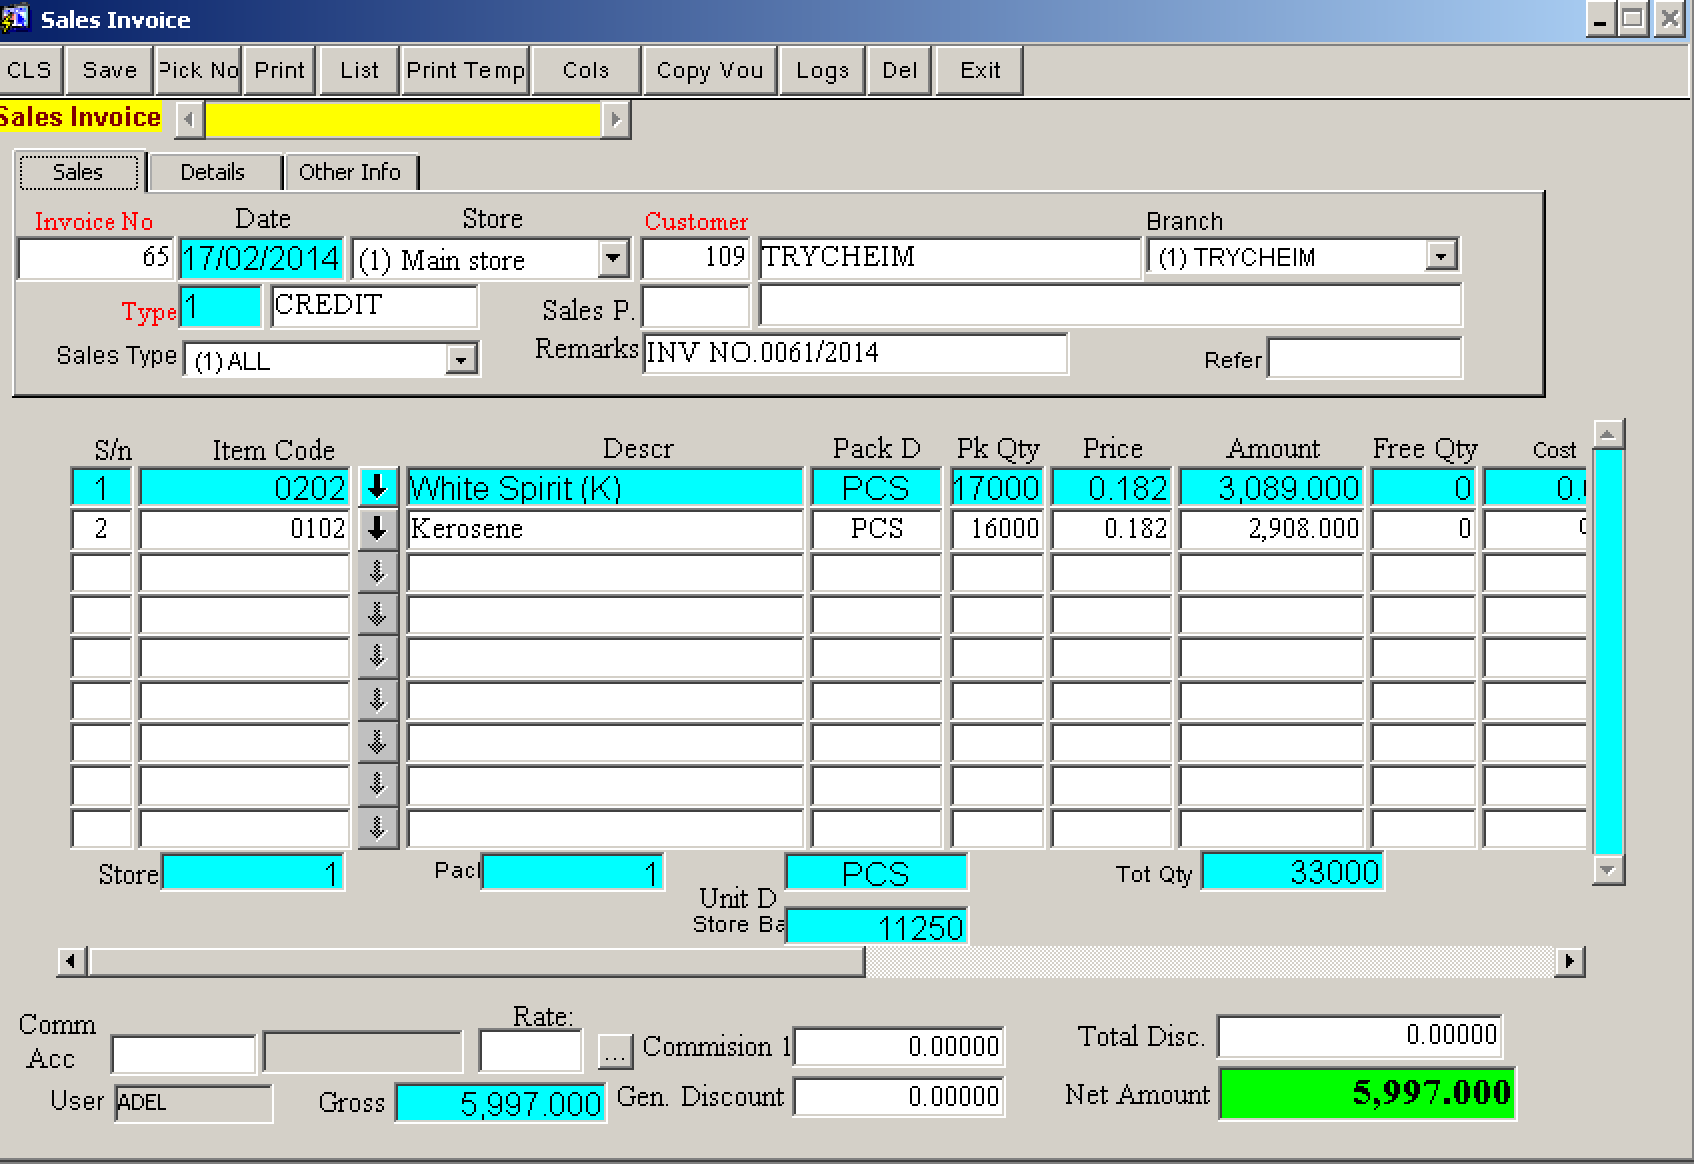 Sales Invoice
CLS Save Pick No Print List Print Temp Cols Copy Vou Logs Del Exit
Sales Invoice
Sales Details Other Info
Invoice No Date Store Customer Branch
65 17/02/2014 (1) Main store 109 TRYCHEIM (1) TRYCHEIM
Type 1 CREDIT Sales P.
Sales Type (1) ALL Remarks INV NO.0061/2014 Refer
S/n Item Code Descr Pack D Pk Qty Price Amount Free Qty Cost
1 0202 White Spirit (K) PCS 17000 0.182 3,089.000 0 0.
2 0102 Kerosene PCS 16000 0.182 2,908.000 0
Store 1 Pacl 1 PCS Tot Qty 33000
Unit D
Store Ba 11250
Comm Acc Rate: ... Commision 1 0.00000 Total Disc. 0.00000
User ADEL Gross 5,997.000 Gen. Discount 0.00000 Net Amount 5,997.000